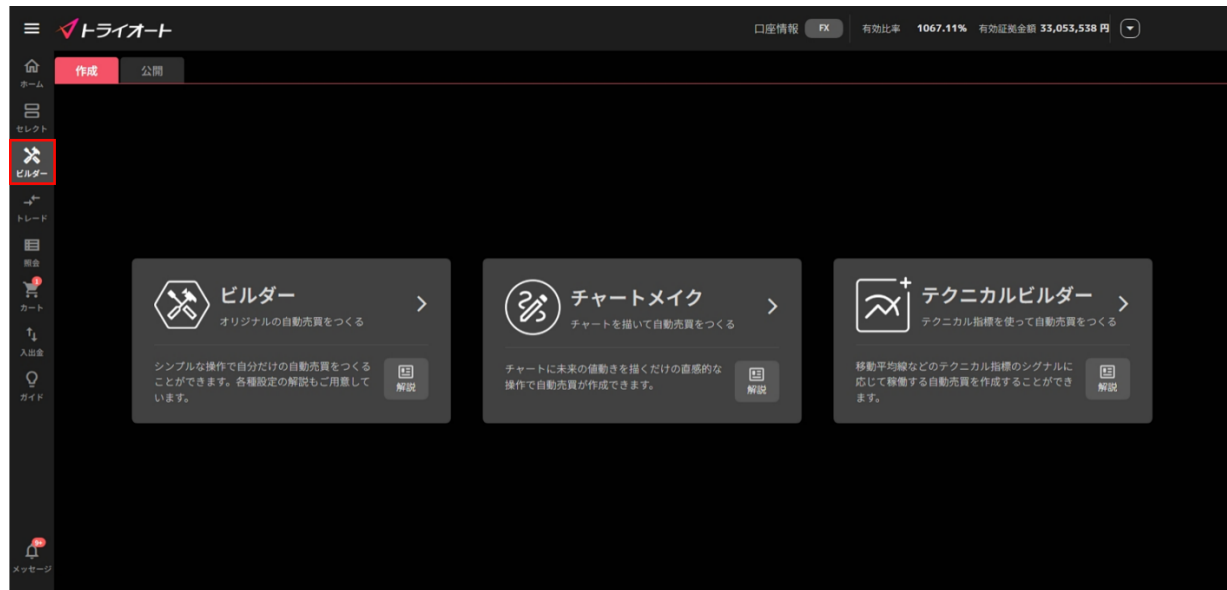 トライオート
口座情報 FX 有効比率 1067.11% 有効証拠金額 33,053,538 円
作成 公開
ホーム
セレクト
ビルダー
トレード
照会
1
カート
入出金
ガイド
9+
メッセージ
ビルダー
オリジナルの自動売買をつくる
シンプルな操作で自分だけの自動売買をつくる
ことができます。各種設定の解説もご用意して
います。
解説
チャートメイク
チャートを描いて自動売買をつくる
チャートに未来の値動きを描くだけの直感的な
操作で自動売買が作成できます。
解説
テクニカルビルダー
テクニカル指標を使って自動売買をつくる
移動平均線などのテクニカル指標のシグナルに
応じて稼働する自動売買を作成することができ
ます。
解説